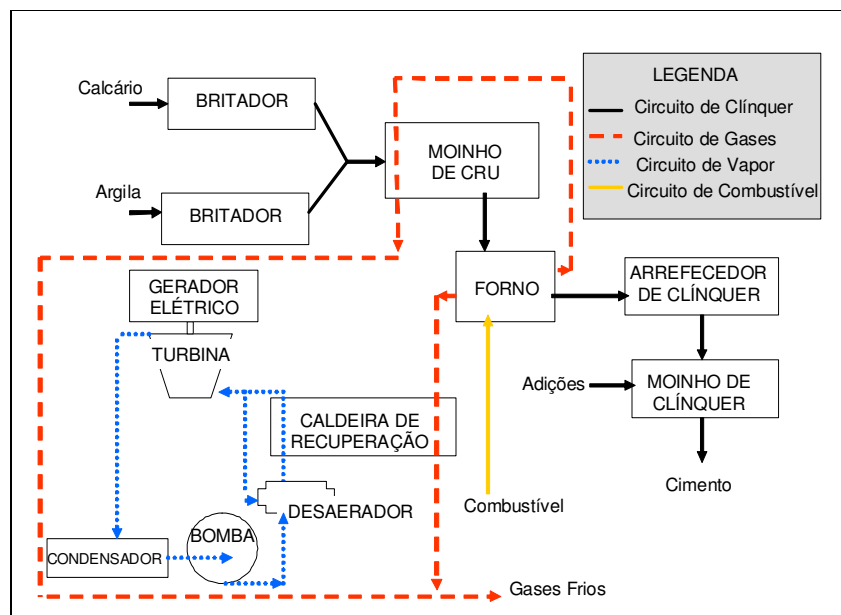 Calcário
BRITADOR
Argila
BRITADOR
MOINHO
DE CRU
LEGENDA
Circuito de Clínquer
Circuito de Gases
Circuito de Vapor
Circuito de Combustível
GERADOR
ELÉTRICO
TURBINA
FORNO
ARREFECEDOR
DE CLÍNQUER
Adições
MOINHO DE
CLÍNQUER
CALDEIRA DE
RECUPERAÇÃO
Cimento
Combustível
DESAERADOR
BOMBA
CONDENSADOR
Gases Frios